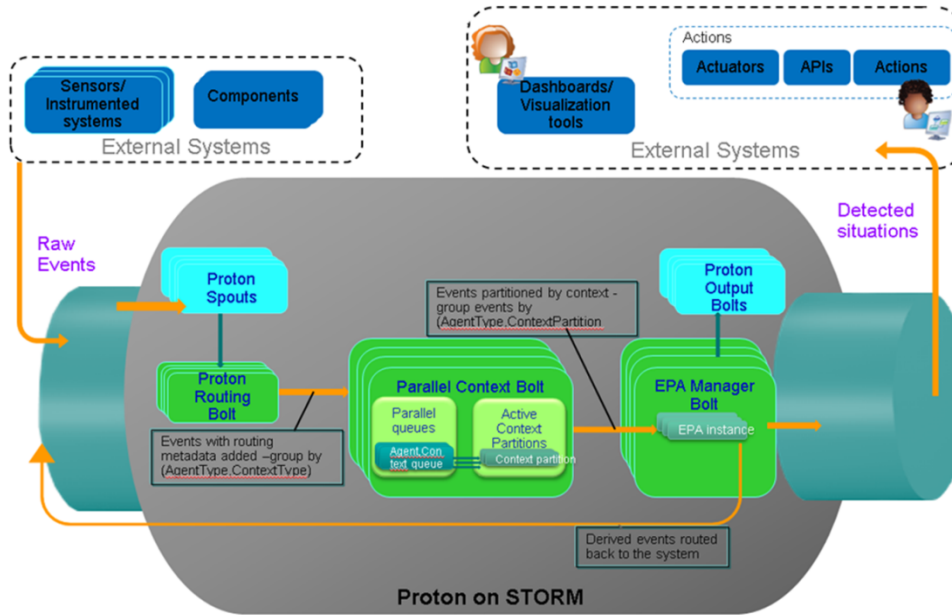 Sensors/
Instrumented
systems
Components
External Systems
Dashboards/
Visualization
tools
Actions
Actuators
APIs
Actions
External Systems
Raw
Events
Detected
situations
Proton
Spouts
Events partitioned by context -
group events by
(AgentType,ContextPartition
Proton
Output
Bolts
Proton
Routing
Bolt
Parallel Context Bolt
Parallel
queues
Agent,Con
text queue
Active
Context
Partitions
Context partition
EPA Manager
Bolt
EPA instance
Events with routing
metadata added –group by
(AgentType,ContextType)
Derived events routed
back to the system
Proton on STORM